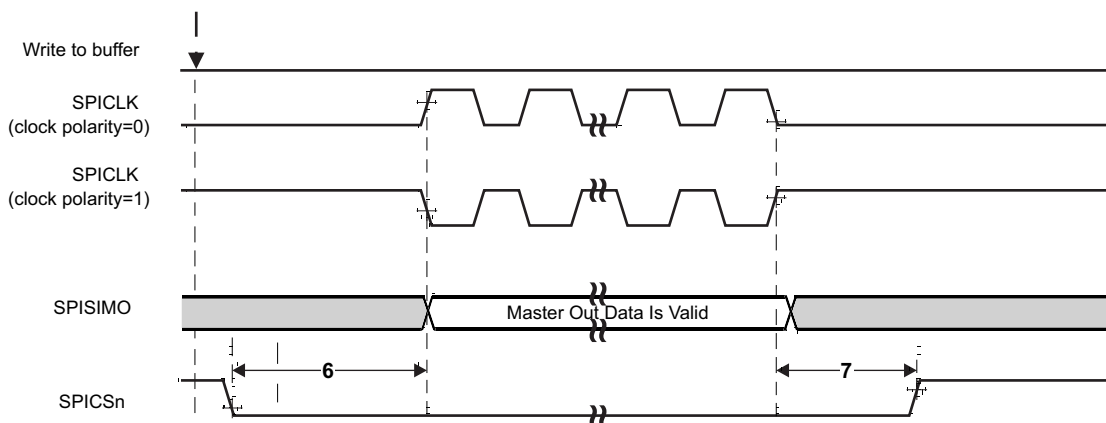 Write to buffer
SPICLK
(clock polarity=0)
SPICLK
(clock polarity=1)
SPISIMO
Master Out Data Is Valid
6
7
SPICSn